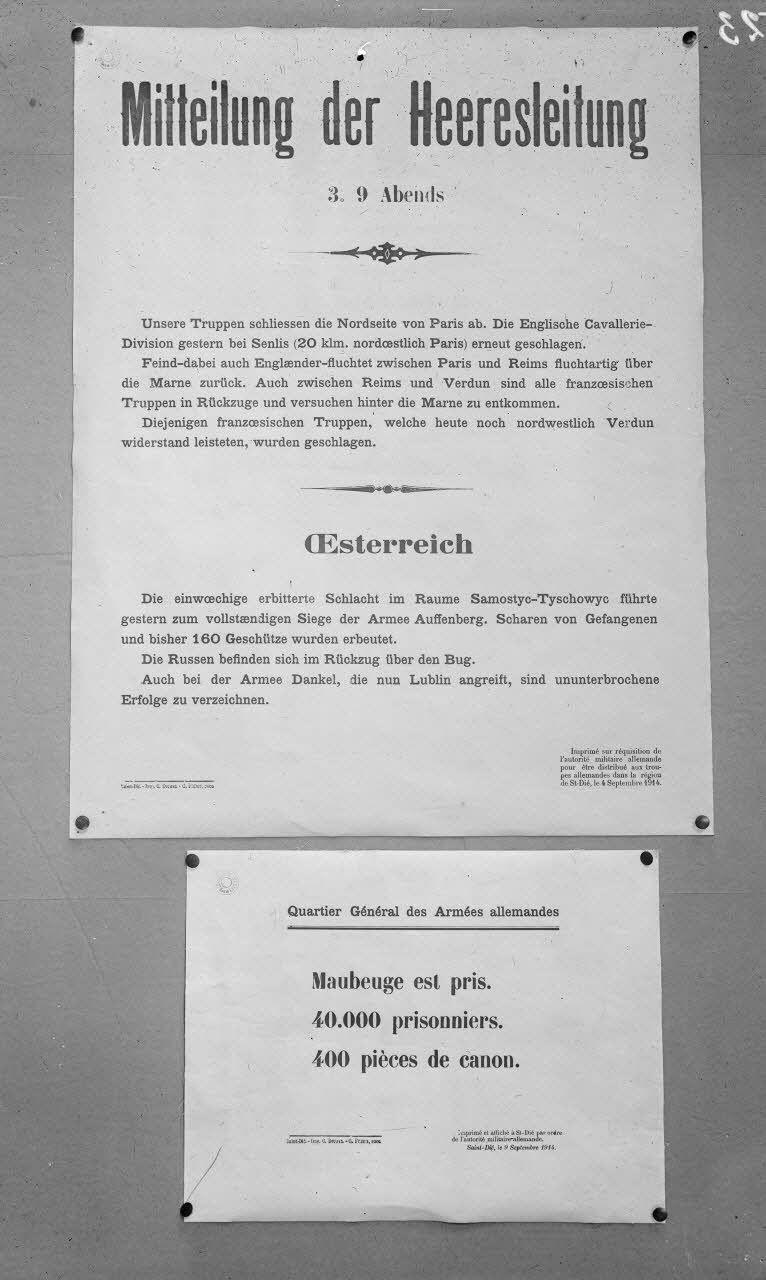 Mitteilung der Heeresleitung
3. 9 Abends
Unsere Truppen schliessen die Nordseite von Paris ab. Die Englische Cavallerie-
Division gestern bei Senlis (20 klm. nordœstlich Paris) erneut geschlagen.
Feind-dabei auch Englænder-fluchtet zwischen Paris und Reims fluchtartig über
die Marne zurück. Auch zwischen Reims und Verdun sind alle franzœsischen
Truppen in Rückzuge und versuchen hinter die Marne zu entkommen.
Diejenigen franzœsischen Truppen, welche heute noch nordwestlich Verdun
widerstand leisteten, wurden geschlagen.
Œsterreich
Die einwœchige erbitterte Schlacht im Raume Samostyc-Tyschowyc führte
gestern zum vollstændigen Siege der Armee Auffenberg. Scharen von Gefangenen
und bisher 160 Geschütze wurden erbeutet.
Die Russen befinden sich im Rückzug über den Bug.
Auch bei der Armee Dankel, die nun Lublin angreift, sind ununterbrochene
Erfolge zu verzeichnen.
Imprimé sur réquisition de
l'autorité militaire allemande
pour être distribué aux trou-
pes allemandes dans la région
de St-Dié, le 4 Septembre 1914.
Saint-Dié - Imp. C.
Quartier Général des Armées allemandes
Maubeuge est pris.
40.000 prisonniers.
400 pièces de canon.
Imprimé et affiché à St-Dié par ordre
de l'autorité militaire allemande.
Saint-Dié, le 9 Septembre 1914.
Saint-Dié - Imp. C.